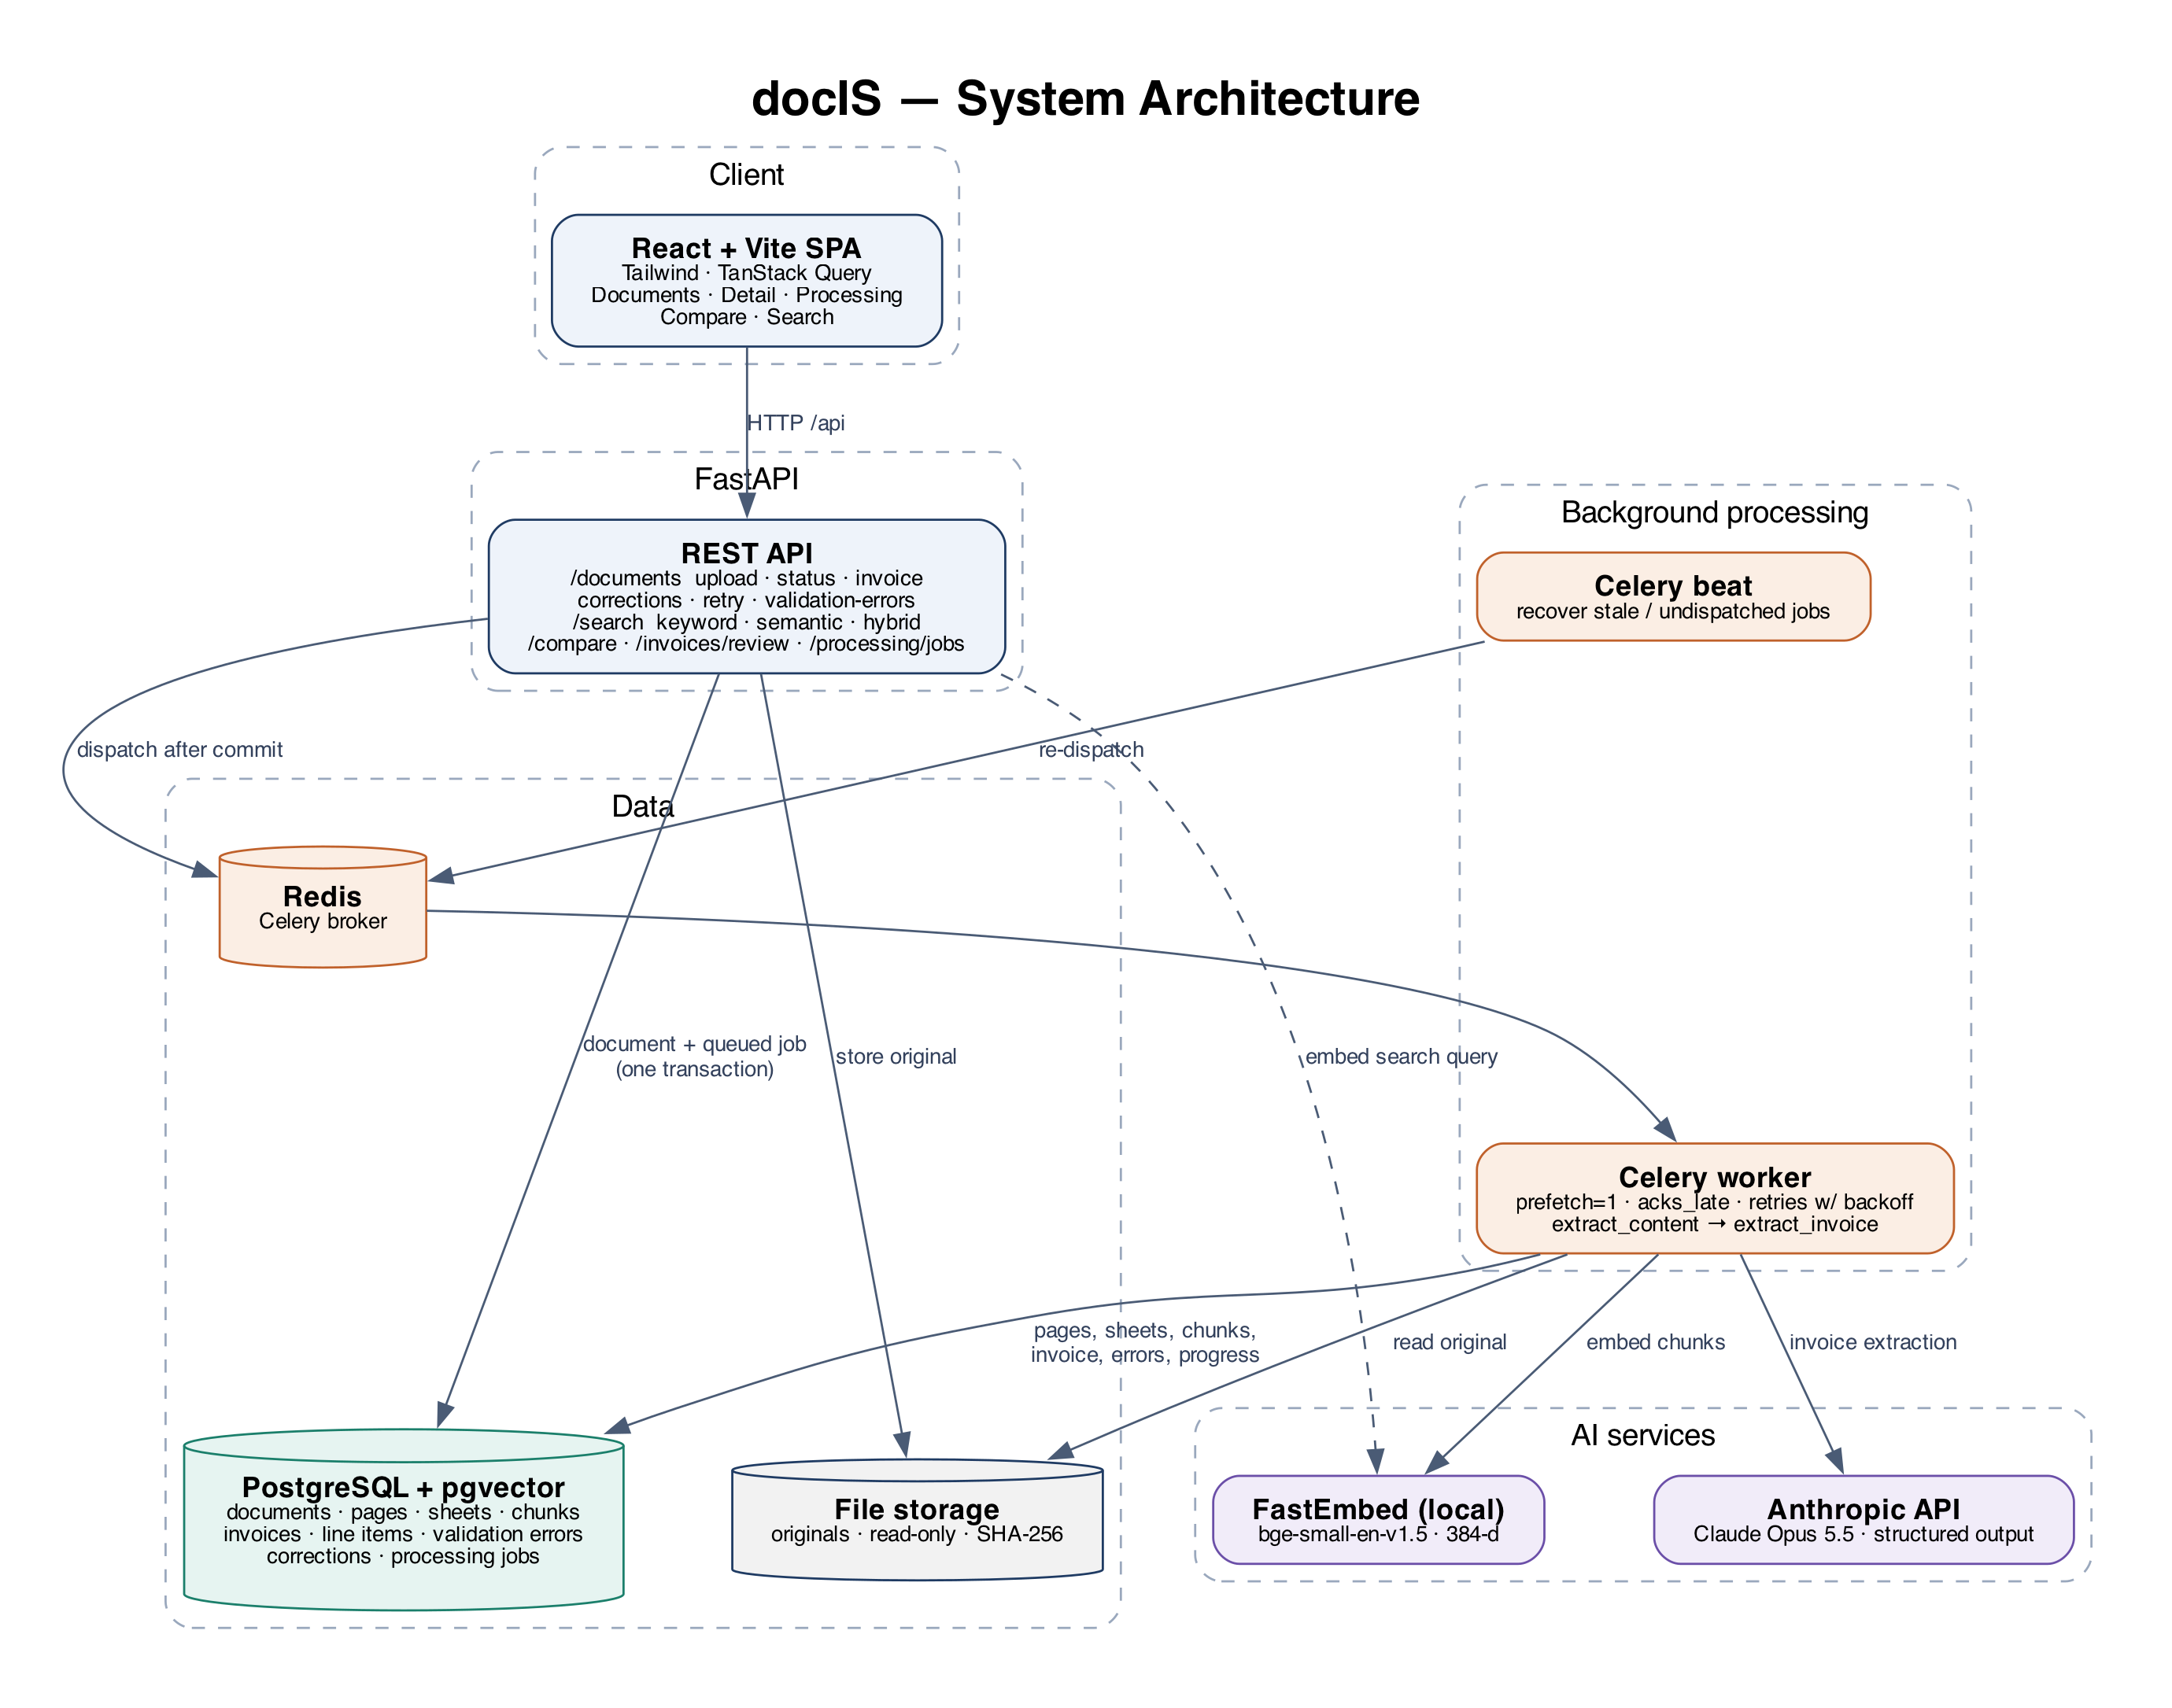 docIS — System Architecture
Client
React + Vite SPA
Tailwind · TanStack Query
Documents · Detail · Processing
Compare · Search
HTTP /api
FastAPI
REST API
/documents  upload · status · invoice
corrections · retry · validation-errors
/search  keyword · semantic · hybrid
/compare · /invoices/review · /processing/jobs
Background processing
Celery beat
recover stale / undispatched jobs
dispatch after commit
re-dispatch
Data
Redis
Celery broker
document + queued job
(one transaction)
store original
embed search query
Celery worker
prefetch=1 · acks_late · retries w/ backoff
extract_content → extract_invoice
pages, sheets, chunks,
invoice, errors, progress
read original
embed chunks
invoice extraction
AI services
PostgreSQL + pgvector
documents · pages · sheets · chunks
invoices · line items · validation errors
corrections · processing jobs
File storage
originals · read-only · SHA-256
FastEmbed (local)
bge-small-en-v1.5 · 384-d
Anthropic API
Claude Opus 5.5 · structured output